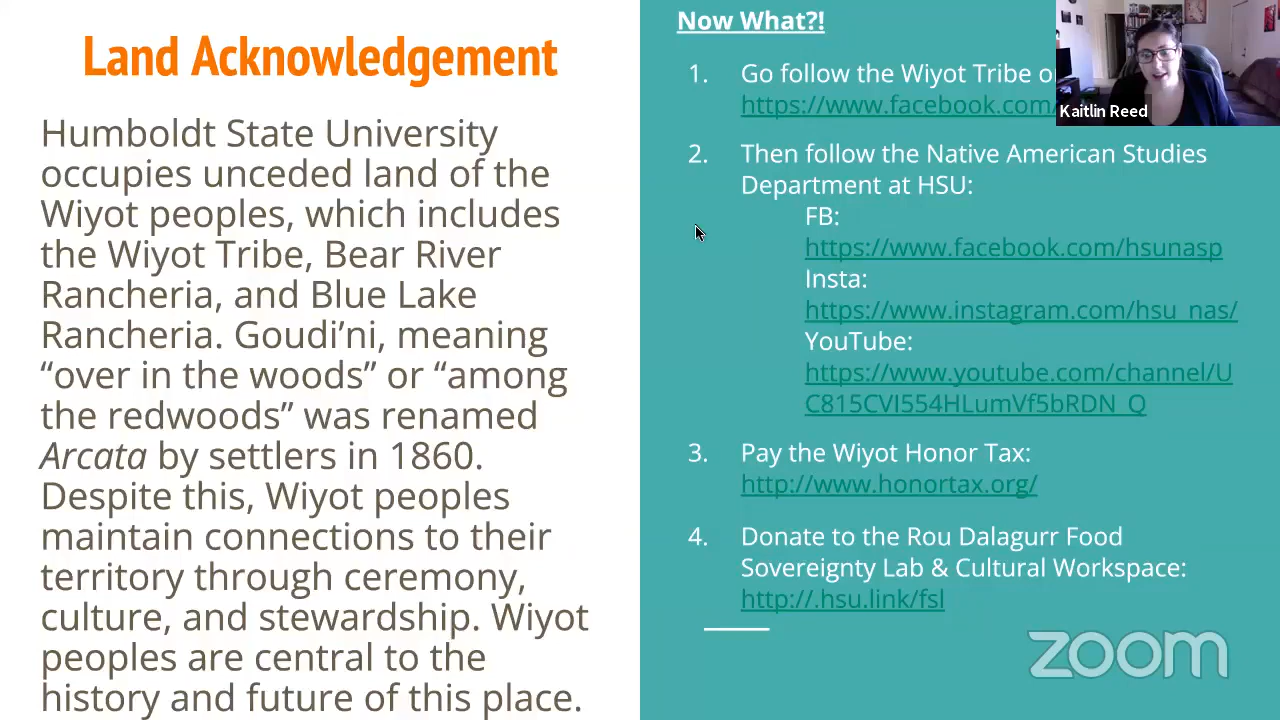 Land Acknowledgement
Humboldt State University
occupies unceded land of the
Wiyot peoples, which includes
the Wiyot Tribe, Bear River
Rancheria, and Blue Lake
Rancheria. Goudi’ni, meaning
“over in the woods” or “among
the redwoods” was renamed
Arcata by settlers in 1860.
Despite this, Wiyot peoples
maintain connections to their
territory through ceremony,
culture, and stewardship. Wiyot
peoples are central to the
history and future of this place.
Now What?!
1. Go follow the Wiyot Tribe
https://www.facebook.com/
2. Then follow the Native American Studies
Department at HSU:
FB:
https://www.facebook.com/hsunasp
Insta:
https://www.instagram.com/hsu_nas/
YouTube:
https://www.youtube.com/channel/U
C815CVI554HLumVf5bRDN_Q
3. Pay the Wiyot Honor Tax:
http://www.honortax.org/
4. Donate to the Rou Dalagurr Food
Sovereignty Lab & Cultural Workspace:
http://.hsu.link/fsl
Kaitlin Reed
zoom